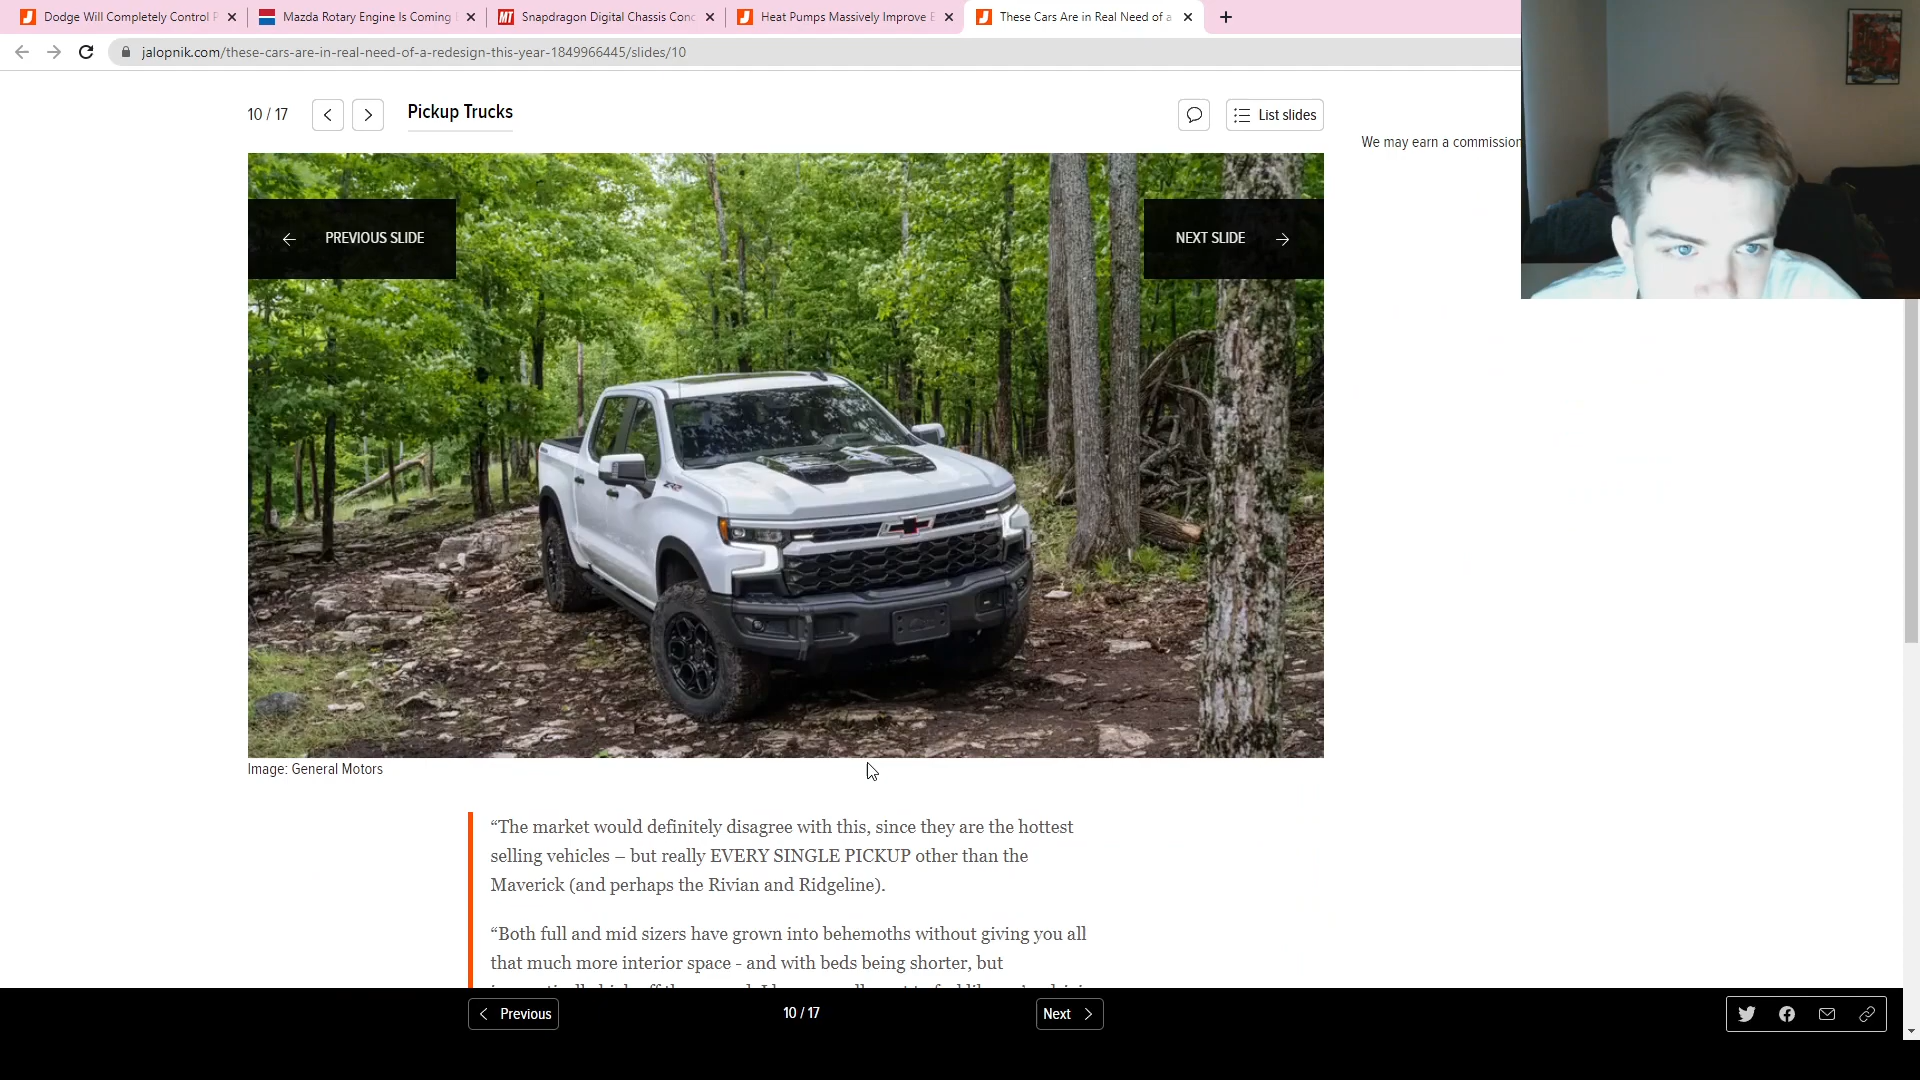 Dodge Will Completely Control
Mazda Rotary Engine Is Coming
Snapdragon Digital Chassis Conc
Heat Pumps Massively Improve E
These Cars Are in Real Need of a
jalopnik.com/these-cars-are-in-real-need-of-a-redesign-this-year-1849966445/slides/10
10 / 17
Pickup Trucks
List slides
We may earn a commission
PREVIOUS SLIDE
NEXT SLIDE
ZR2
Image: General Motors
“The market would definitely disagree with this, since they are the hottest
selling vehicles – but really EVERY SINGLE PICKUP other than the
Maverick (and perhaps the Rivian and Ridgeline).
“Both full and mid sizers have grown into behemoths without giving you all
that much more interior space - and with beds being shorter, but
Previous
10 / 17
Next